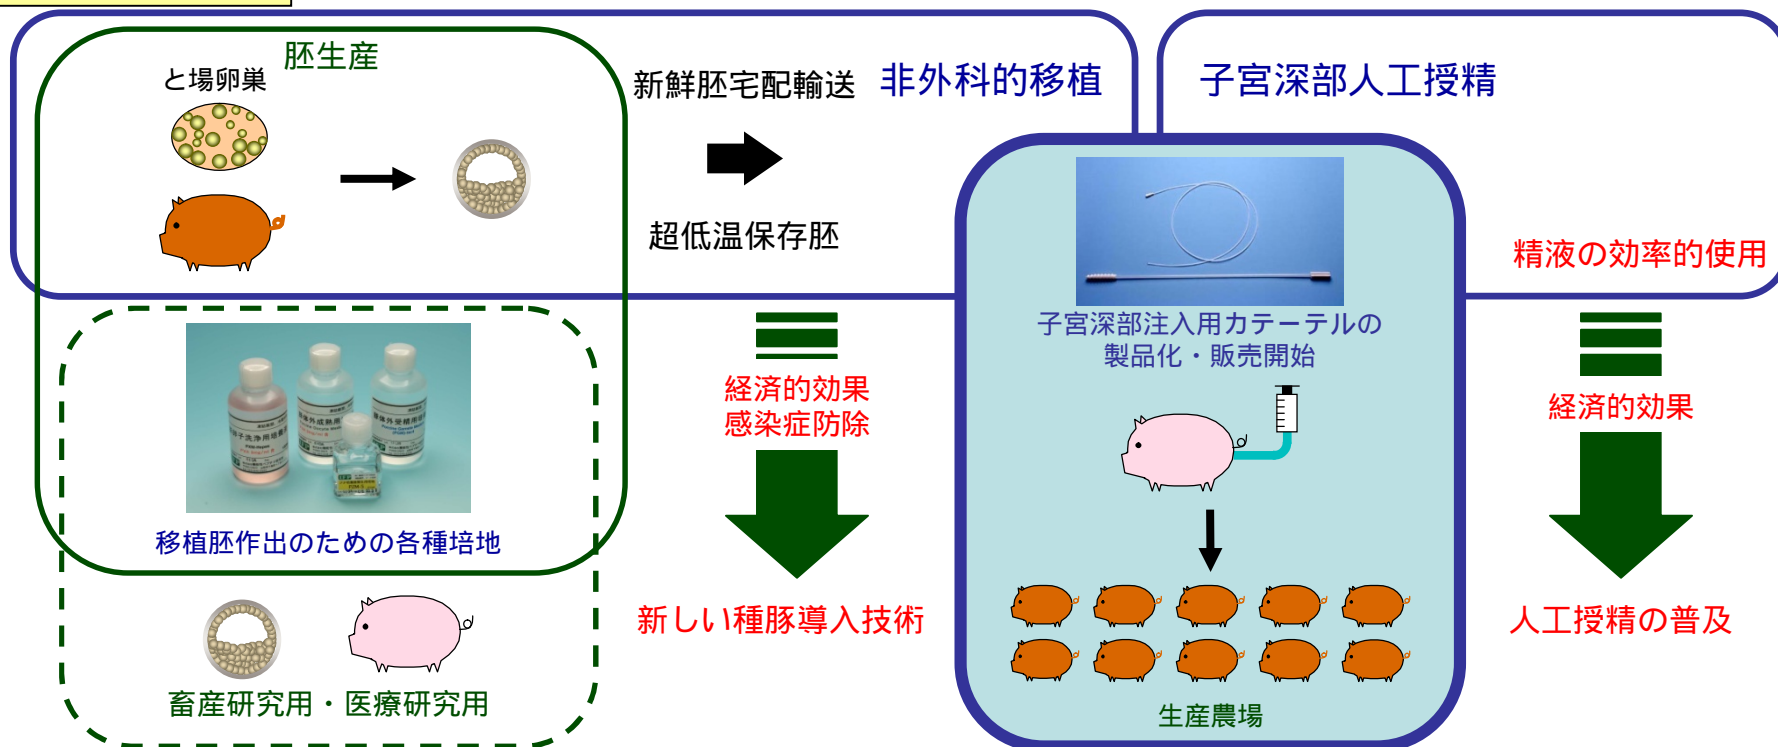 胚生産
と場卵巣
新鮮胚宅配輸送
超低温保存胚
非外科的移植
子宮深部人工授精
精液の効率的使用
移植胚作出のための各種培地
畜産研究用・医療研究用
経済的効果
感染症防除
新しい種豚導入技術
子宮深部注入用カテーテルの
製品化・販売開始
生産農場
経済的効果
人工授精の普及